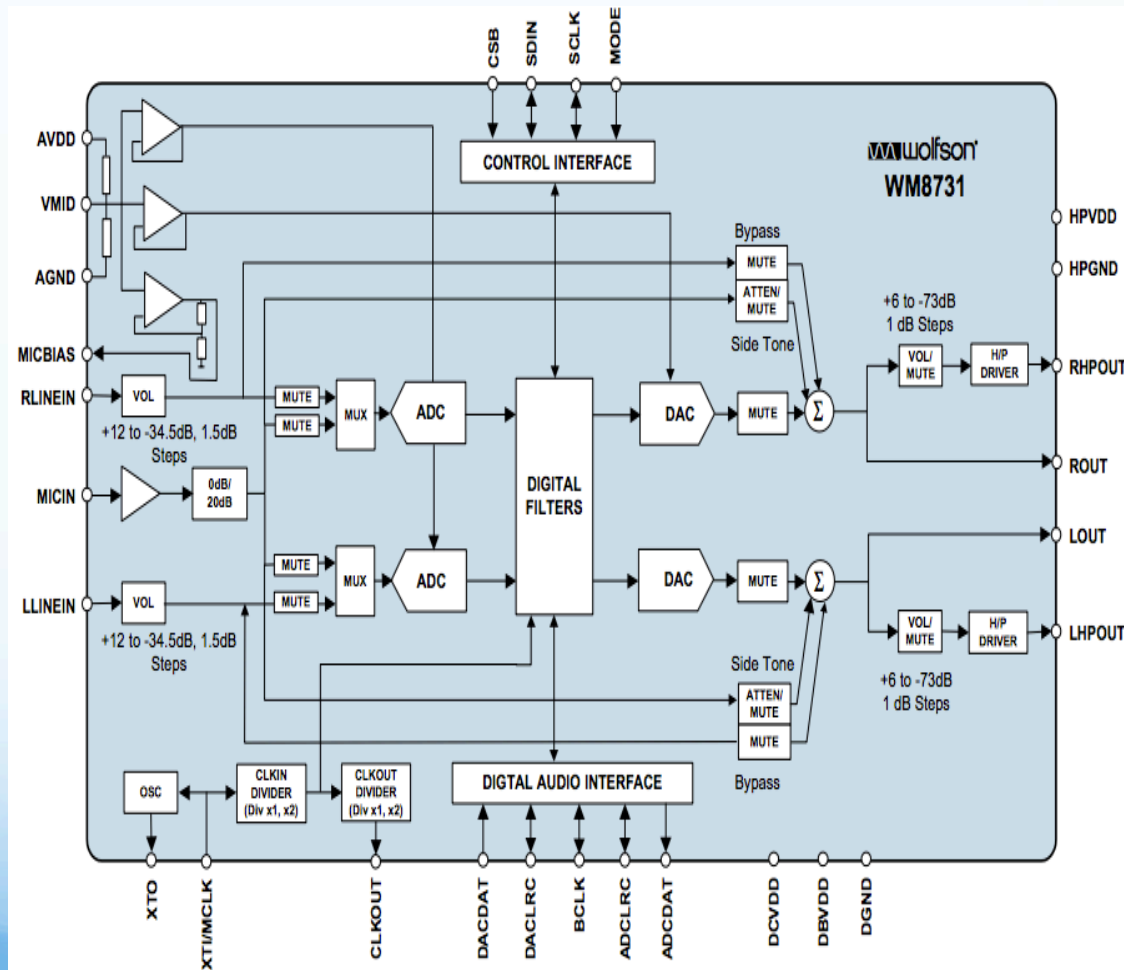 CSB
SDIN
SCLK
MODE
AVDD
VMID
AGND
MICBIAS
CONTROL INTERFACE
wolfson
WM8731
HPVDD
HPGND
Bypass
MUTE
ATTEN/
MUTE
Side Tone
+6 to -73dB
1 dB Steps
VOL/
MUTE
H/P
DRIVER
RHPOUT
RLINEIN
VOL
+12 to -34.5dB, 1.5dB
Steps
MUTE
MUTE
MUX
ADC
DAC
MUTE
Σ
ROUT
MICIN
0dB/
20dB
DIGITAL
FILTERS
LOUT
LLINEIN
VOL
+12 to -34.5dB, 1.5dB
Steps
MUTE
MUTE
MUX
ADC
DAC
MUTE
Σ
VOL/
MUTE
H/P
DRIVER
LHPOUT
+6 to -73dB
1 dB Steps
Side Tone
ATTEN/
MUTE
MUTE
Bypass
OSC
CLKIN
DIVIDER
(Div x1, x2)
CLKOUT
DIVIDER
(Div x1, x2)
DIGTAL AUDIO INTERFACE
XTO
XTI/MCLK
CLKOUT
DACDAT
DACLRC
BCLK
ADCLRC
ADCDAT
DCVDD
DBVDD
DGND